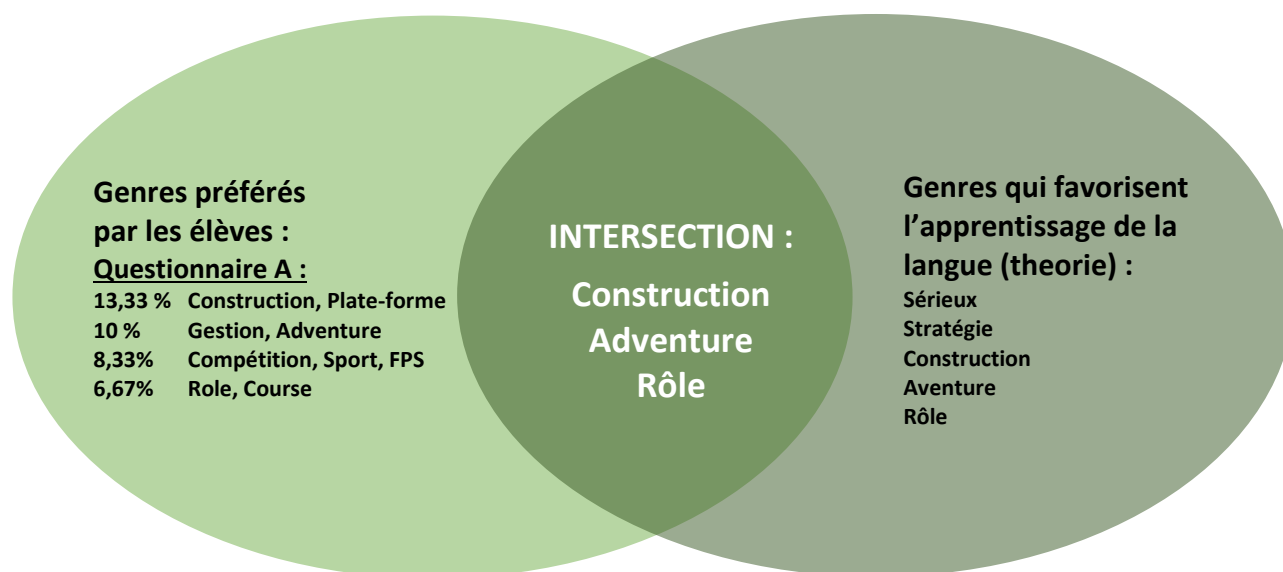 Genres préférés
par les élèves :
Questionnaire A :
13,33 % Construction, Plate-forme
10 % Gestion, Adventure
8,33% Compétition, Sport, FPS
6,67% Role, Course
INTERSECTION :
Construction
Adventure
Rôle
Genres qui favorisent
l’apprentissage de la
langue (theorie) :
Sérieux
Stratégie
Construction
Aventure
Rôle